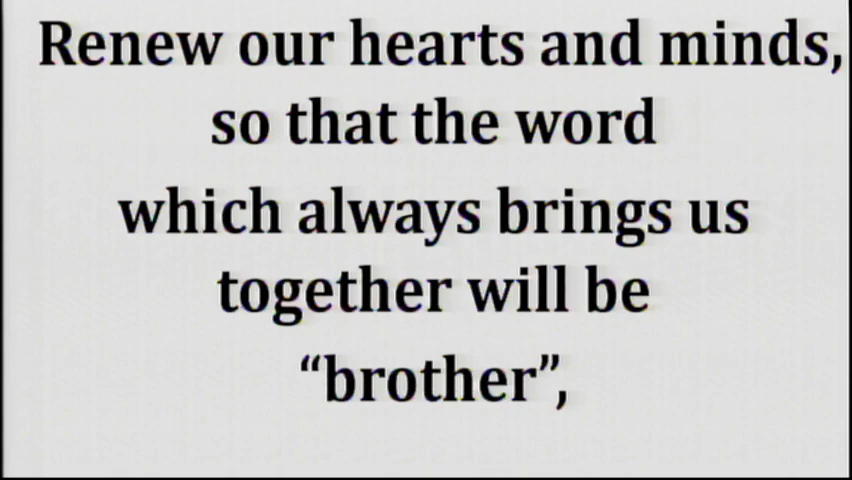 Renew our hearts and minds,
so that the word
which always brings us
together will be
“brother”,